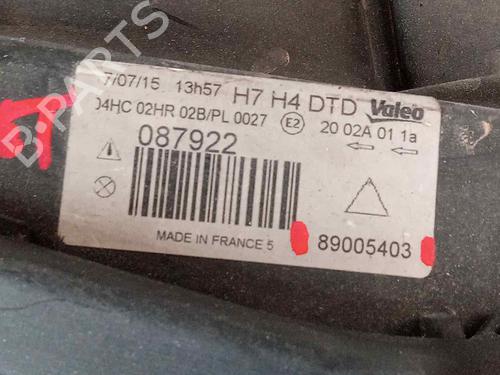 B-PARTS
7/07/15 13h57 H7 H4 DTD Valeo
04HC 02HR 02B/PL 0027 E2 20 02A 01 1a
087922
MADE IN FRANCE 5
89005403